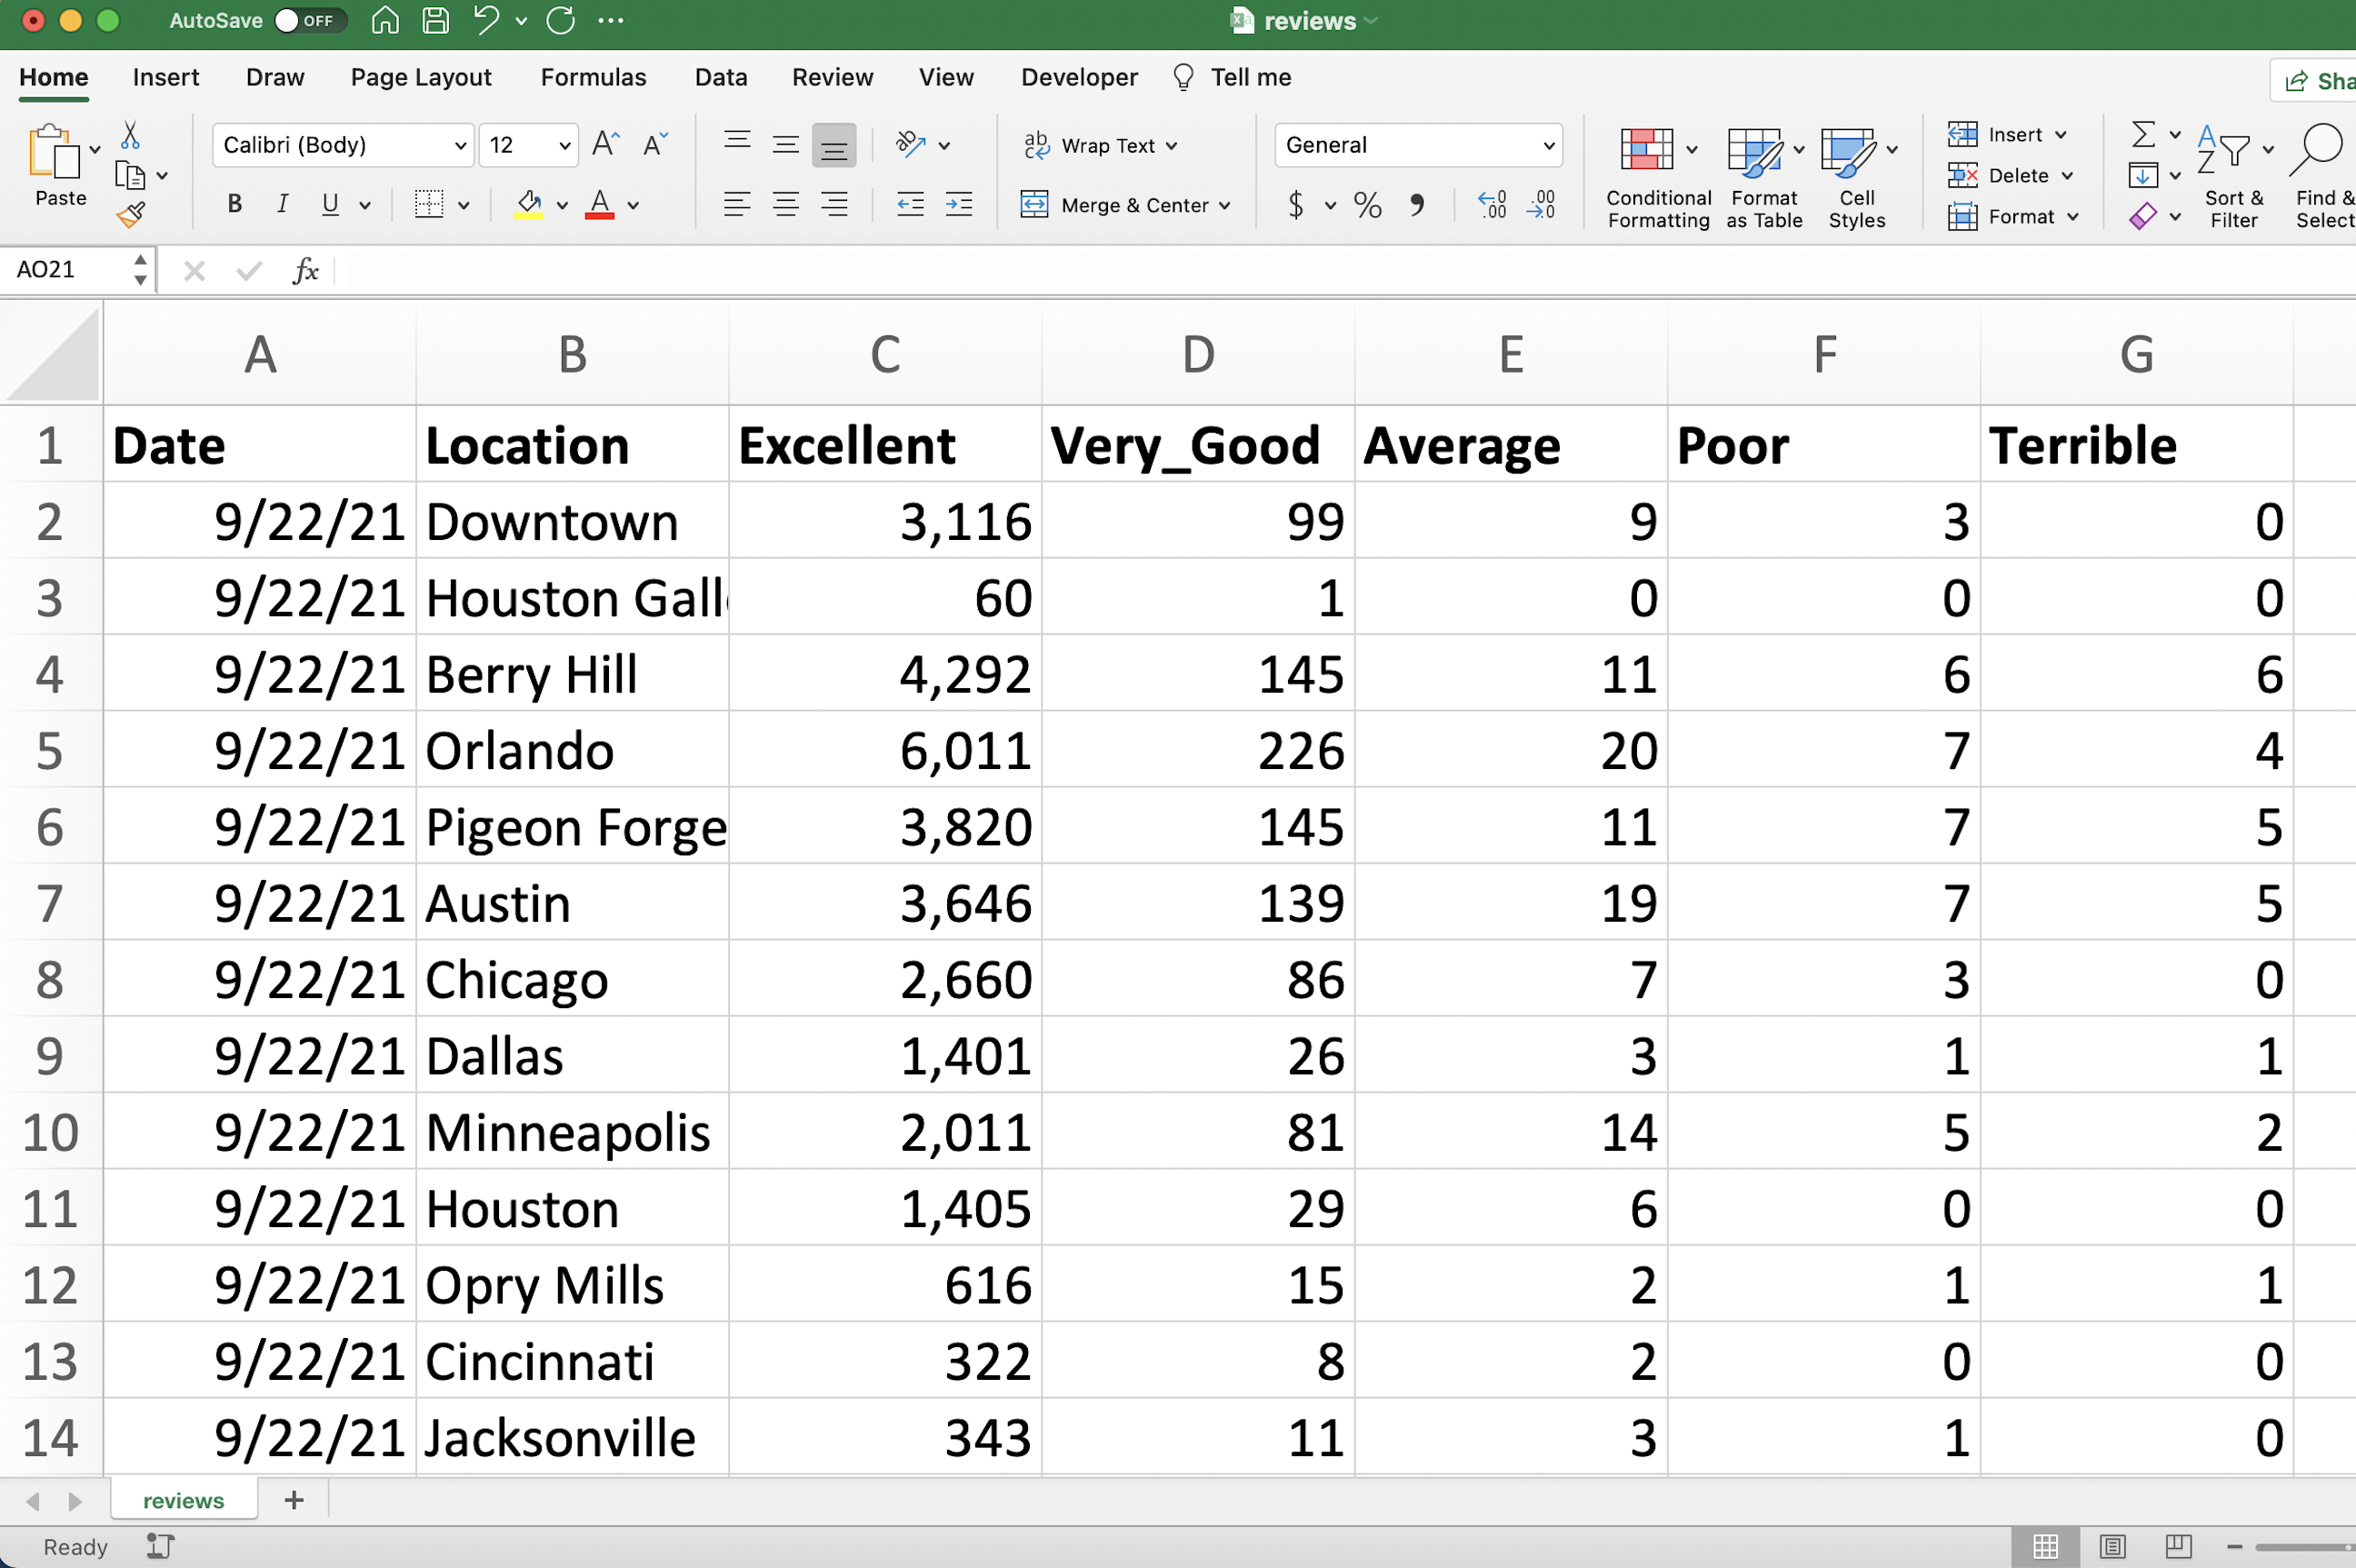 AutoSave OFF reviews
Home Insert Draw Page Layout Formulas Data Review View Developer Tell me
Calibri (Body) 12 Wrap Text General Insert
Paste Delete
B I U Merge & Center $ % Conditional Formatting Format as Table Cell Styles Format Sort & Filter Find & Select
AO21 fx
A B C D E F G
1 Date Location Excellent Very_Good Average Poor Terrible
2 9/22/21 Downtown 3,116 99 9 3 0
3 9/22/21 Houston 60 1 0 0 0
4 9/22/21 Berry Hill 4,292 145 11 6 6
5 9/22/21 Orlando 6,011 226 20 7 4
6 9/22/21 Pigeon Forge 3,820 145 11 7 5
7 9/22/21 Austin 3,646 139 19 7 5
8 9/22/21 Chicago 2,660 86 7 3 0
9 9/22/21 Dallas 1,401 26 3 1 1
10 9/22/21 Minneapolis 2,011 81 14 5 2
11 9/22/21 Houston 1,405 29 6 0 0
12 9/22/21 Opry Mills 616 15 2 1 1
13 9/22/21 Cincinnati 322 8 2 0 0
14 9/22/21 Jacksonville 343 11 3 1 0
reviews +
Ready